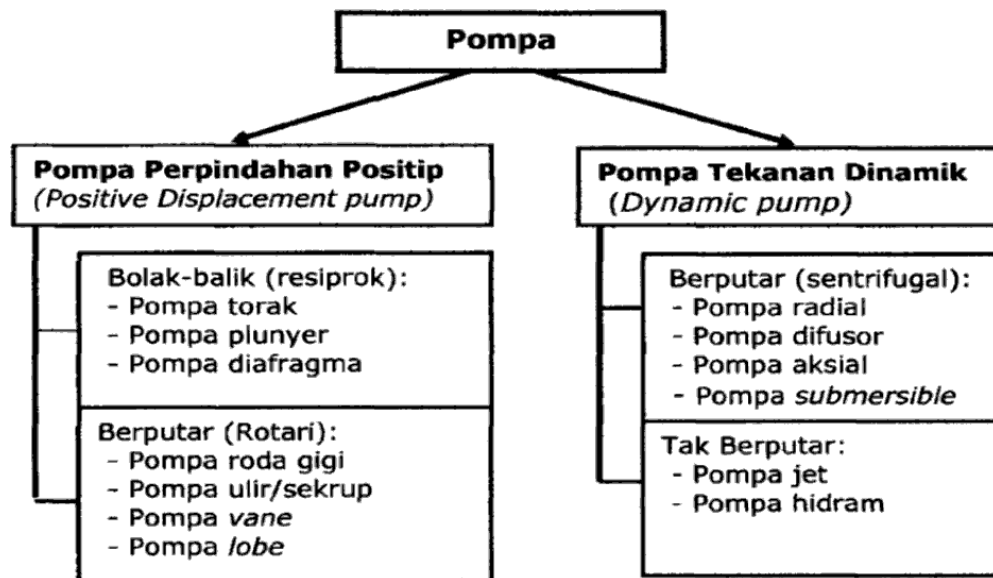 Pompa
Pompa Perpindahan Positip
(Positive Displacement pump)
Bolak-balik (resiprok):
- Pompa torak
- Pompa plunyer
- Pompa diafragma
Berputar (Rotari):
- Pompa roda gigi
- Pompa ulir/sekrup
- Pompa vane
- Pompa lobe
Pompa Tekanan Dinamik
(Dynamic pump)
Berputar (sentrifugal):
- Pompa radial
- Pompa difusor
- Pompa aksial
- Pompa submersible
Tak Berputar:
- Pompa jet
- Pompa hidram